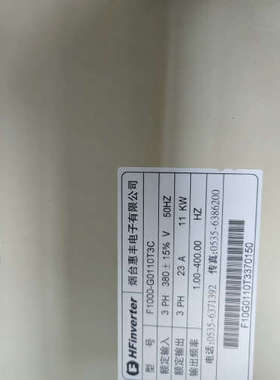 HFinverter
烟台惠丰电子有限公司
型 号 F1000-G0110T3C
额定输入 3 PH 380±15% V 50HZ
额定输出 3 PH 23 A 11 KW
输出频率 1.00-400.00 HZ
电话:0535-6371392 传真:0535-6386200
F10G0110T3370150